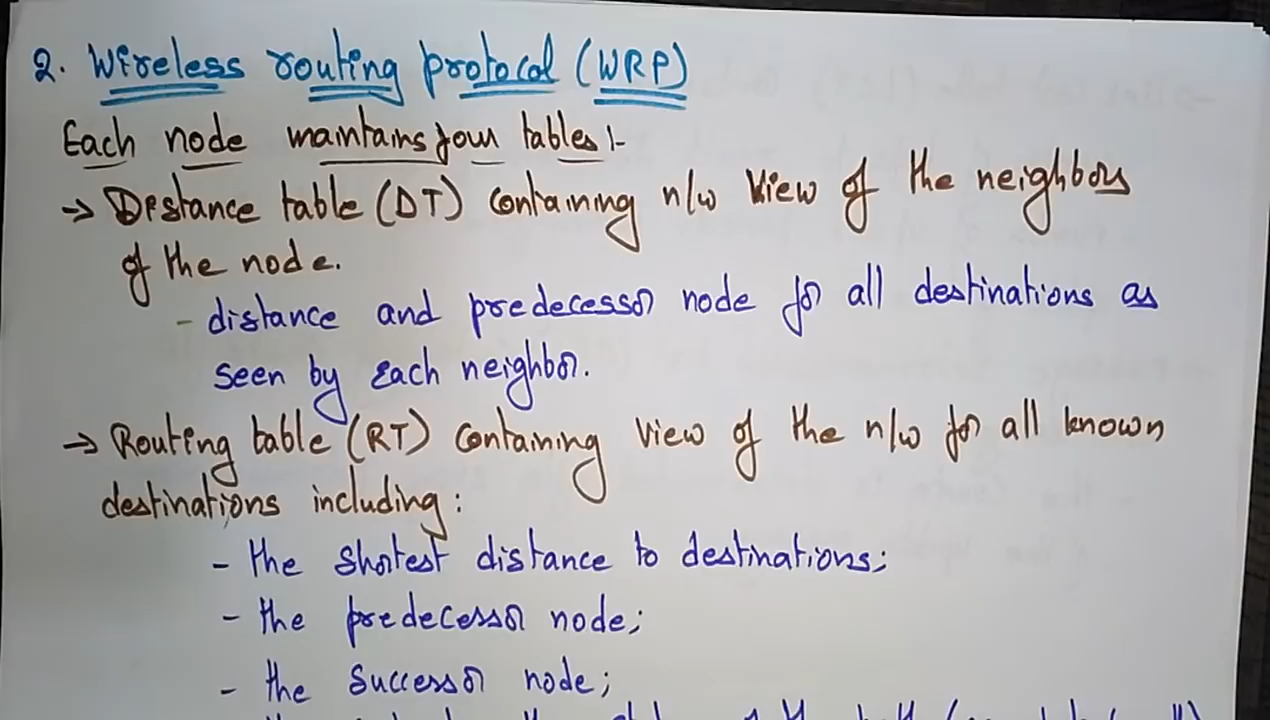 2. Wireless routing protocal (WRP)
Each node maintains four tables :-
→ Distance table (DT) containing n/w view of the neighbors
of the node.
- distance and predecessor node for all destinations as
seen by each neighbor.
→ Routing table (RT) containing view of the n/w for all known
destinations including:
- the shortest distance to destinations;
- the predecessor node;
- the successor node;